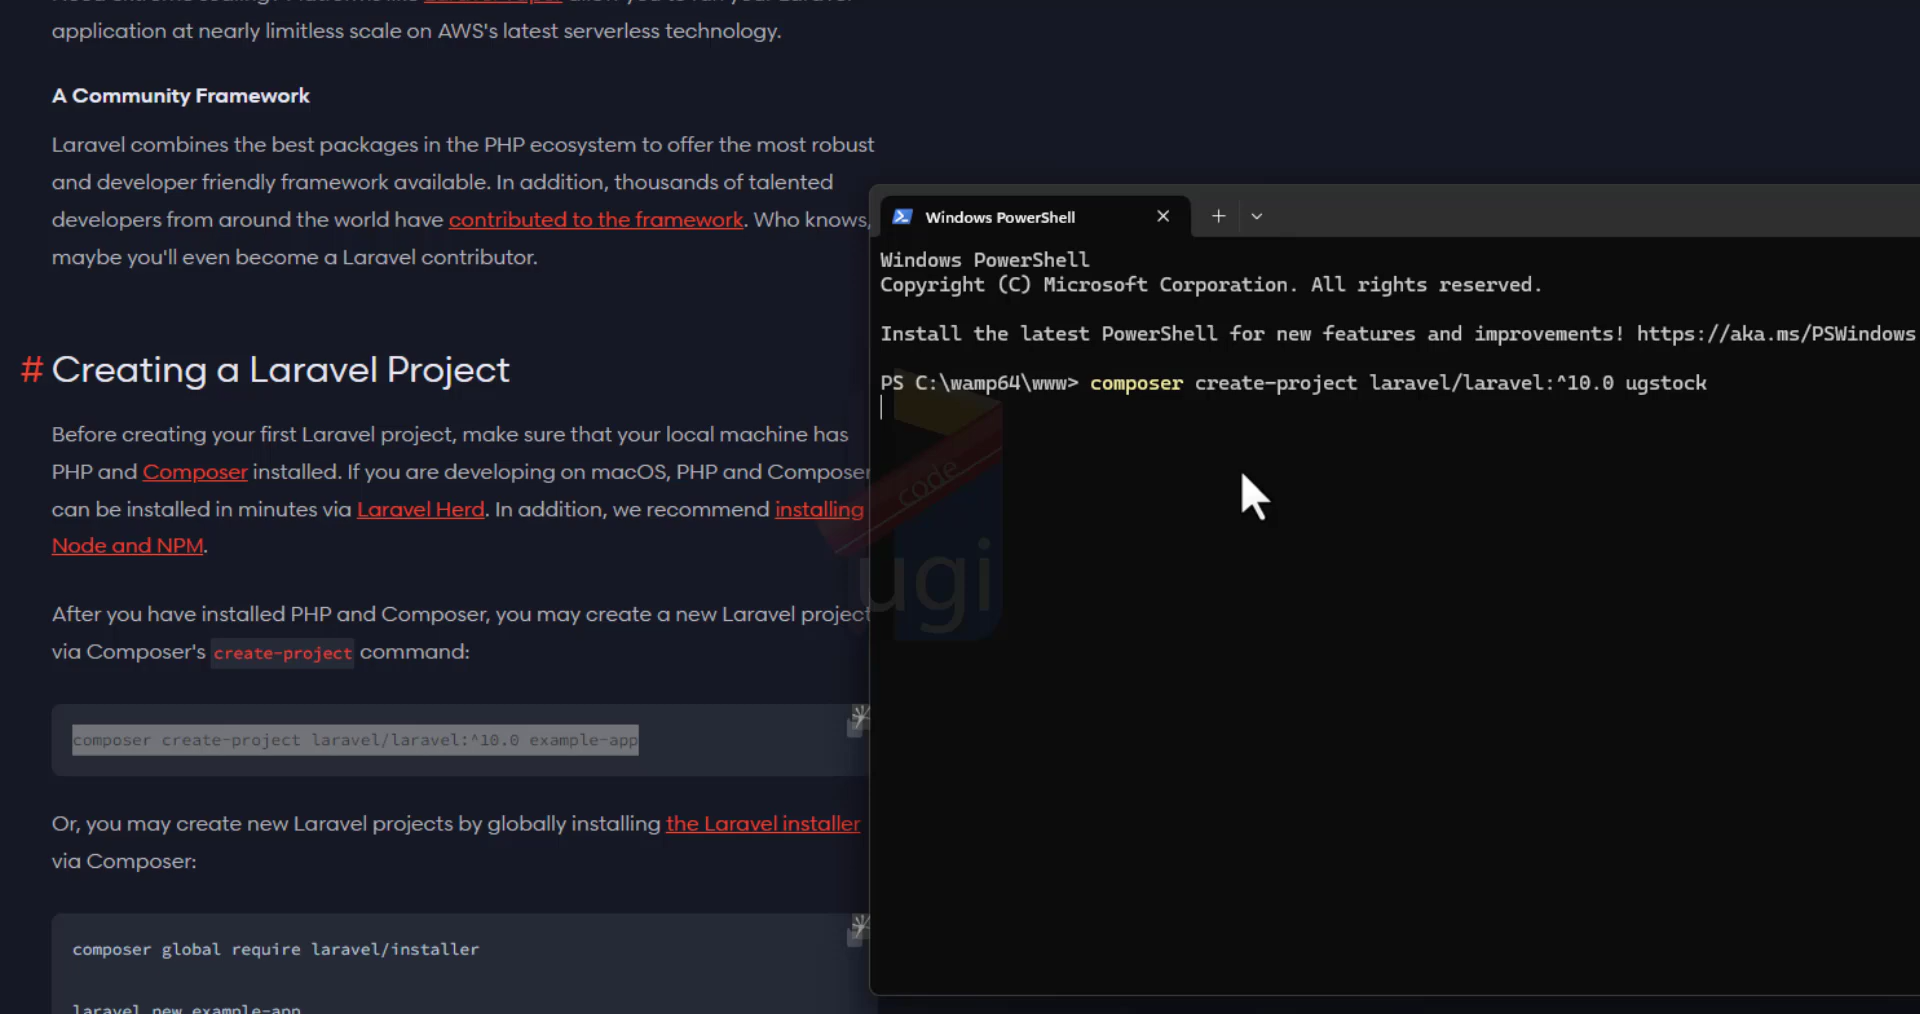 application at nearly limitless scale on AWS's latest serverless technology.
A Community Framework
Laravel combines the best packages in the PHP ecosystem to offer the most robust
and developer friendly framework available. In addition, thousands of talented
developers from around the world have contributed to the framework. Who knows,
maybe you'll even become a Laravel contributor.
# Creating a Laravel Project
Before creating your first Laravel project, make sure that your local machine has
PHP and Composer installed. If you are developing on macOS, PHP and Composer
can be installed in minutes via Laravel Herd. In addition, we recommend installing
Node and NPM.
After you have installed PHP and Composer, you may create a new Laravel project
via Composer's create-project command:
composer create-project laravel/laravel:^10.0 example-app
Or, you may create new Laravel projects by globally installing the Laravel installer
via Composer:
composer global require laravel/installer
laravel new example-app
Windows PowerShell
Windows PowerShell
Copyright (C) Microsoft Corporation. All rights reserved.
Install the latest PowerShell for new features and improvements! https://aka.ms/PSWindows
PS C:\wamp64\www> composer create-project laravel/laravel:^10.0 ugstock
code
ugi